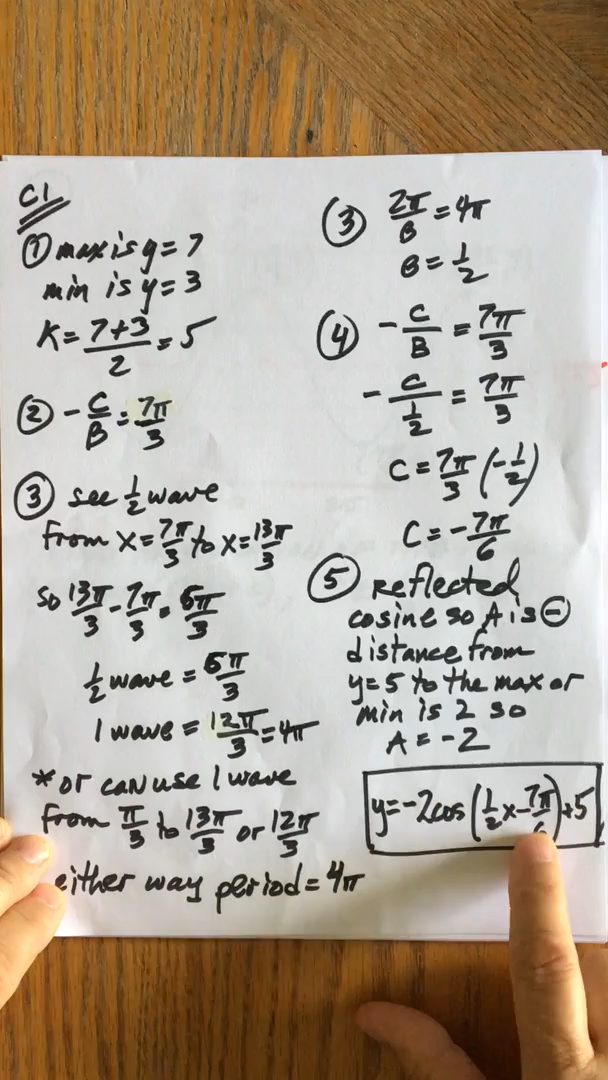 C1
① max is y = 7
min is y = 3
K = (7+3)/2 = 5
② -C/B = 7π/3
③ see 1/2 wave
from x = 7π/3 to x = 13π/3
so 13π/3 - 7π/3 = 6π/3
1/2 wave = 6π/3
1 wave = 12π/3 = 4π
* or can use 1 wave
from π/3 to 13π/3 or 12π/3
either way period = 4π
③ 2π/B = 4π
B = 1/2
④ -C/B = 7π/3
-C/(1/2) = 7π/3
C = 7π/3 (-1/2)
C = -7π/6
⑤ reflected
cosine so A is ⊖
distance from
y = 5 to the max or
min is 2 so
A = -2
y = -2cos(1/2 x - 7π/6) + 5